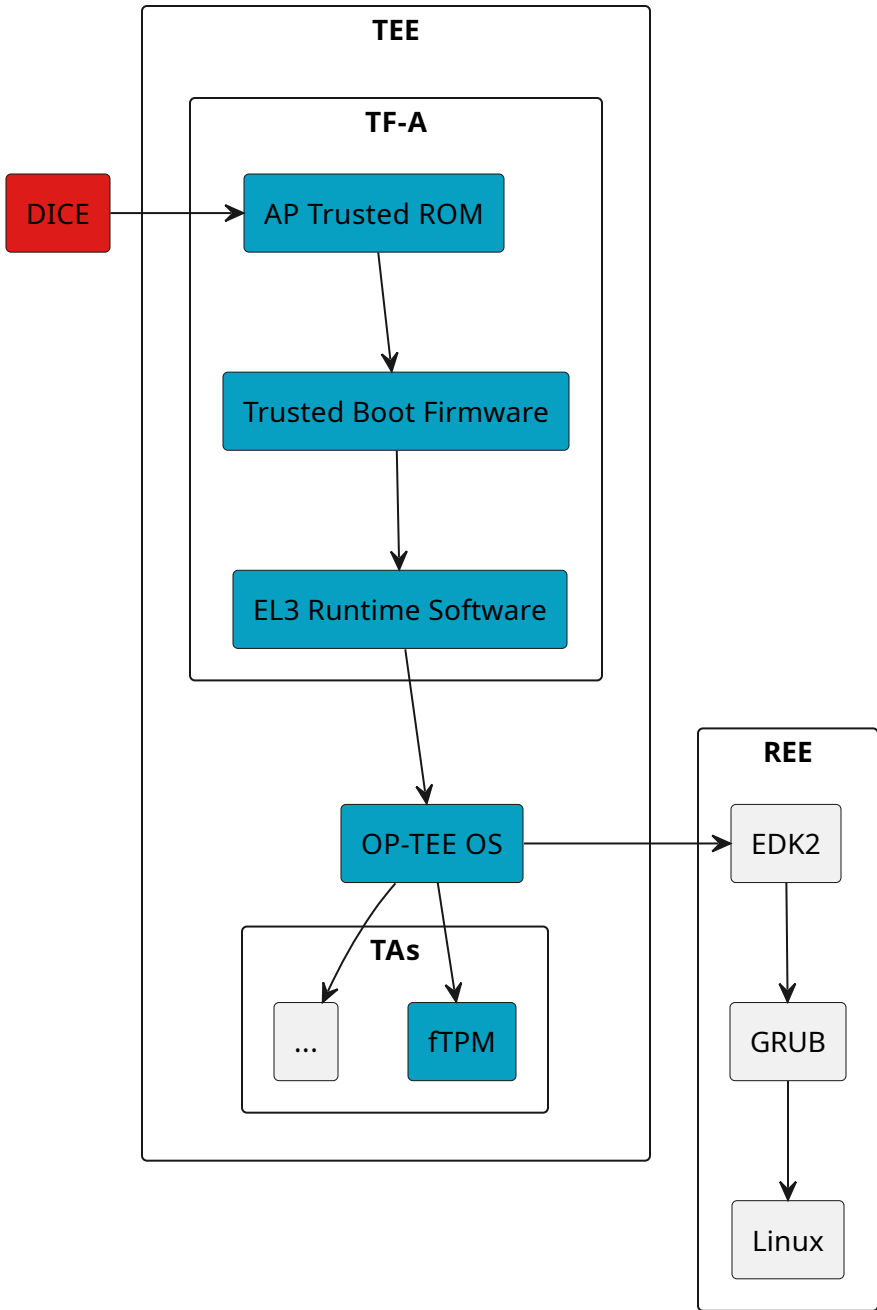 TEE
TF-A
DICE
AP Trusted ROM
Trusted Boot Firmware
EL3 Runtime Software
REE
OP-TEE OS
EDK2
TAs
...
fTPM
GRUB
Linux